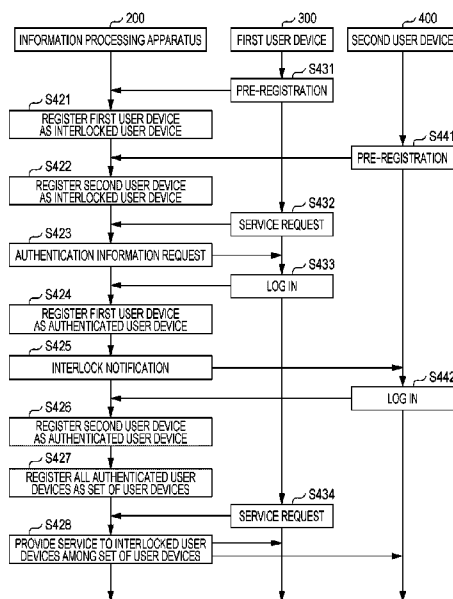 200
300
400
INFORMATION PROCESSING APPARATUS
FIRST USER DEVICE
SECOND USER DEVICE
S431
PRE-REGISTRATION
S421
REGISTER FIRST USER DEVICE
AS INTERLOCKED USER DEVICE
S441
PRE-REGISTRATION
S422
REGISTER SECOND USER DEVICE
AS INTERLOCKED USER DEVICE
S432
SERVICE REQUEST
S423
AUTHENTICATION INFORMATION REQUEST
S433
LOG IN
S424
REGISTER FIRST USER DEVICE
AS AUTHENTICATED USER DEVICE
S425
INTERLOCK NOTIFICATION
S442
LOG IN
S426
REGISTER SECOND USER DEVICE
AS AUTHENTICATED USER DEVICE
S427
REGISTER ALL AUTHENTICATED USER
DEVICES AS SET OF USER DEVICES
S434
SERVICE REQUEST
S428
PROVIDE SERVICE TO INTERLOCKED USER
DEVICES AMONG SET OF USER DEVICES